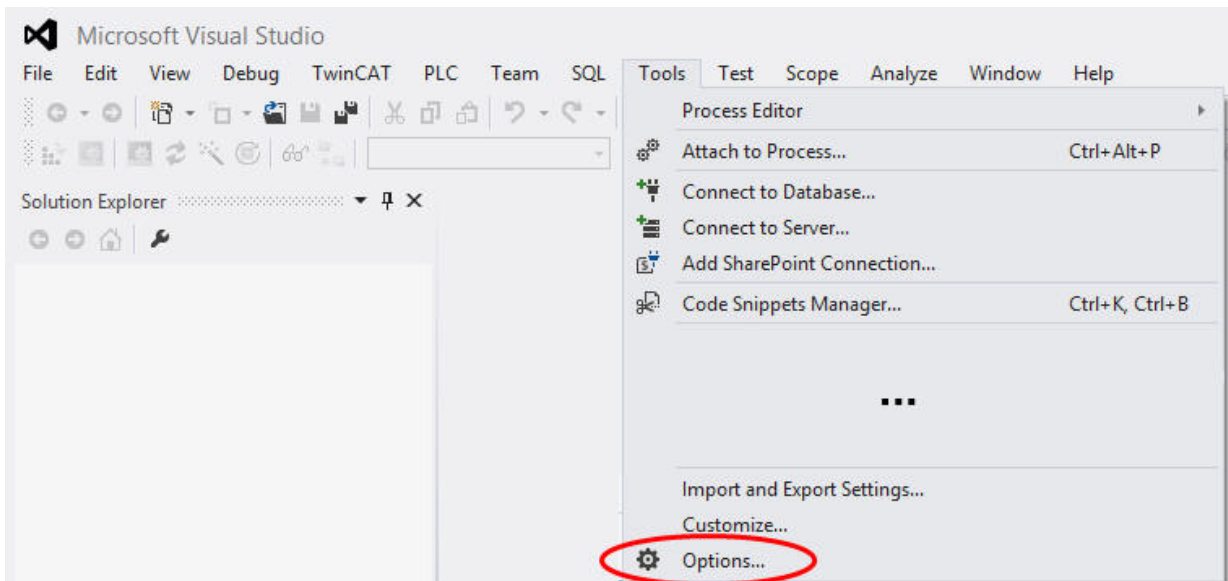 Microsoft Visual Studio
File Edit View Debug TwinCAT PLC Team SQL Tools Test Scope Analyze Window Help
Process Editor
Attach to Process... Ctrl+Alt+P
Connect to Database...
Solution Explorer
Connect to Server...
Add SharePoint Connection...
Code Snippets Manager... Ctrl+K, Ctrl+B
...
Import and Export Settings...
Customize...
Options...